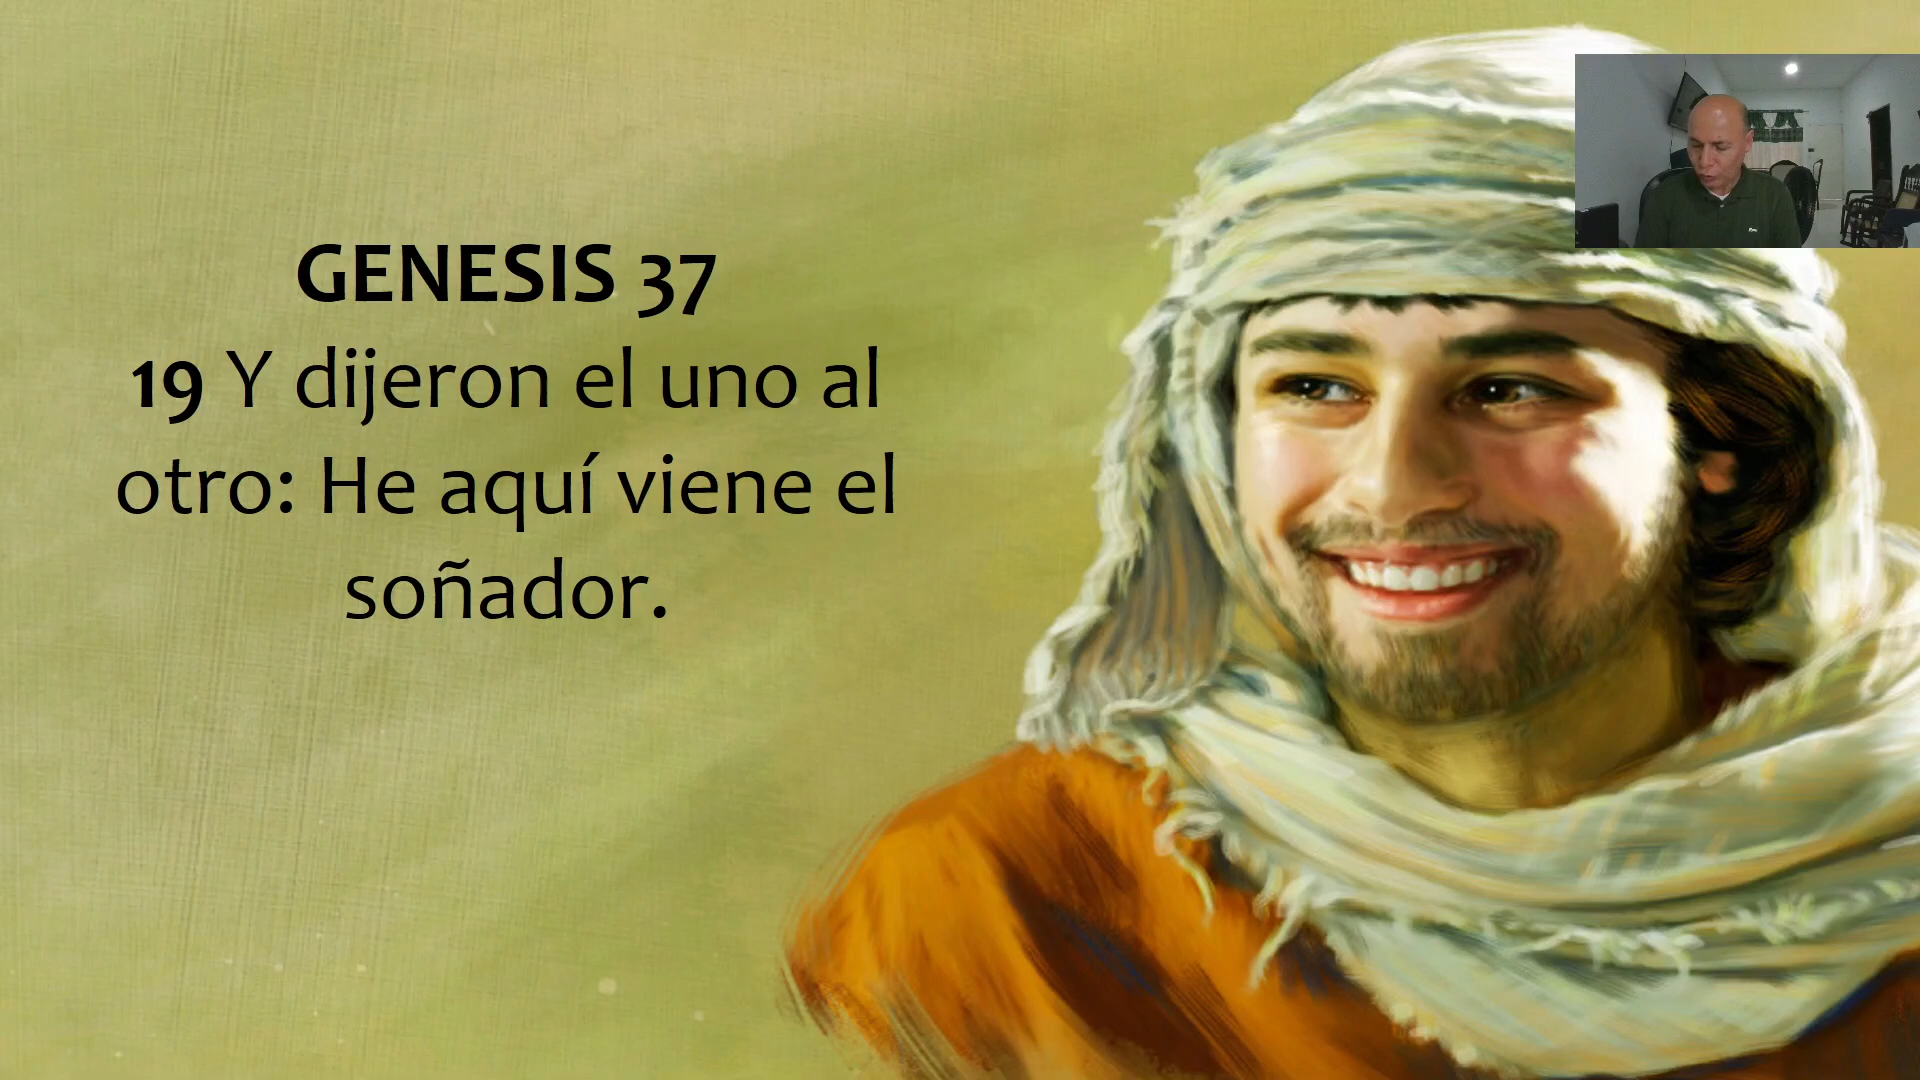 GENESIS 37
19 Y dijeron el uno al
otro: He aquí viene el
soñador.